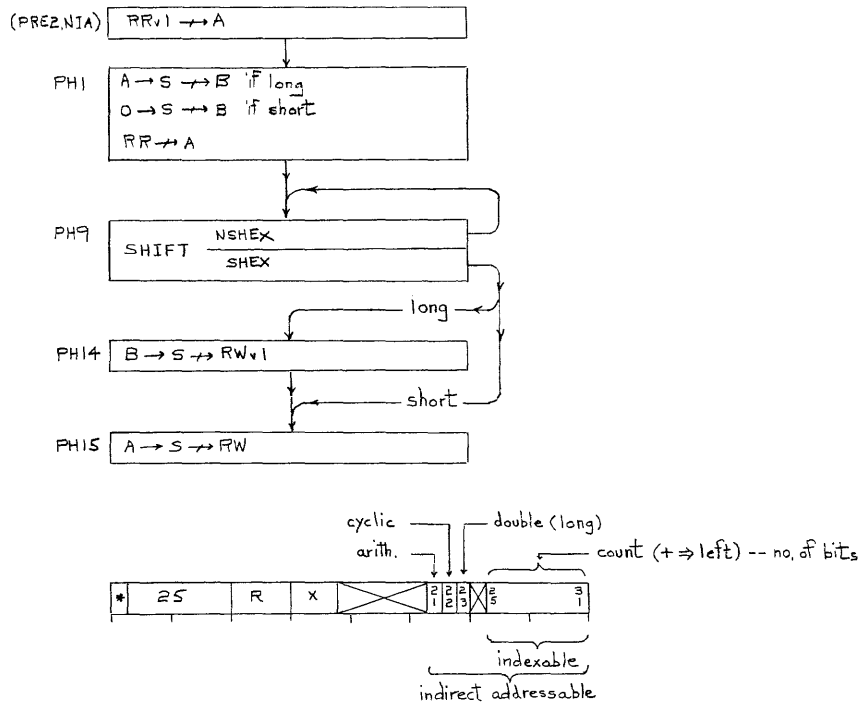 (PRE2,NIA) RRv1 ↛ A
PH1 A → S ↛ B if long
0 → S ↛ B if short
RR ↛ A
PH9 SHIFT NSHEX
SHEX
long
PH14 B → S ↛ RWv1
short
PH15 A → S ↛ RW
cyclic double (long)
arith. count (+ ⇒ left) -- no. of bits
* 25 R X 21 22 23 25 31
indexable
indirect addressable